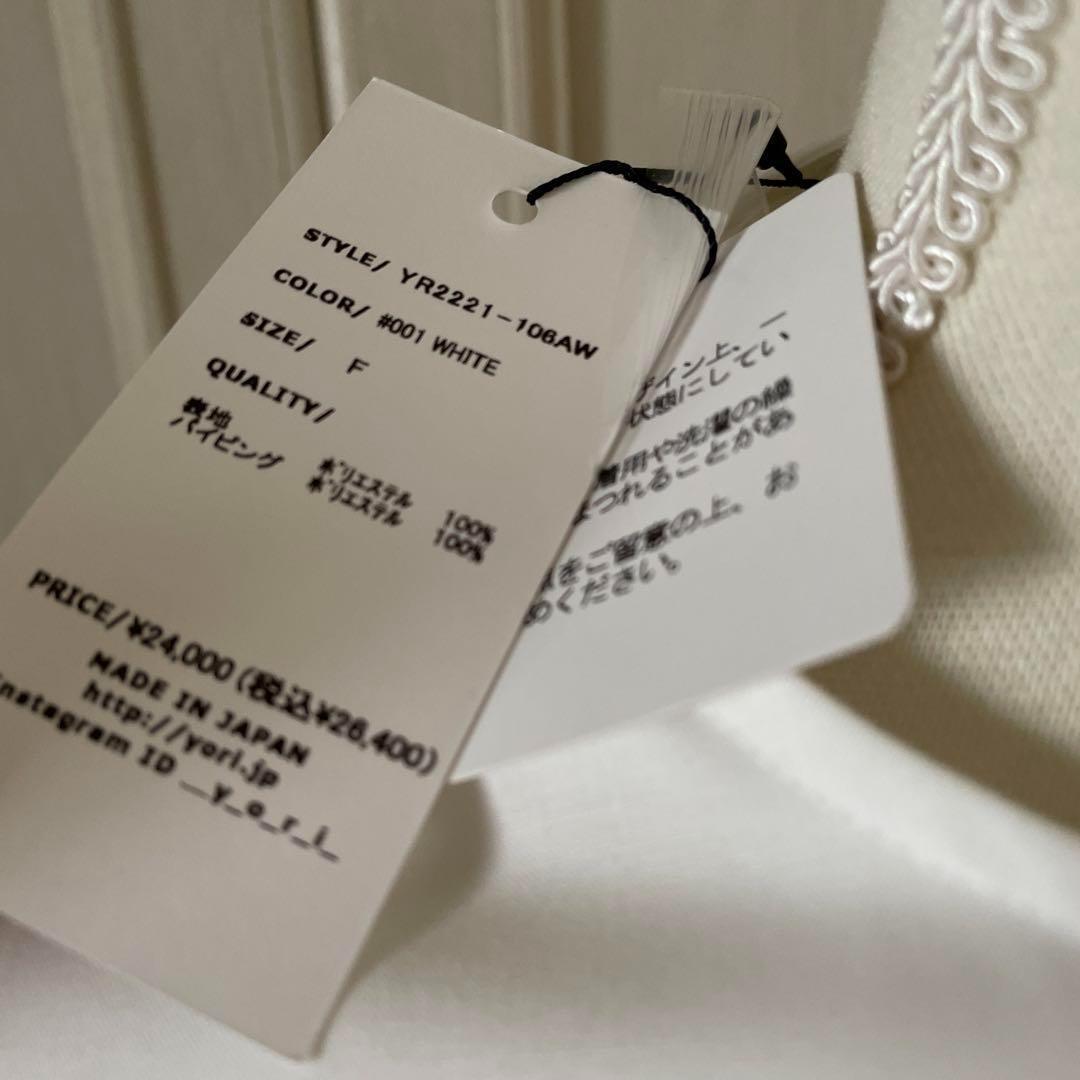 STYLE/ YR2221-106AW
COLOR/ #001 WHITE
SIZE/ F
QUALITY/
表地 ポリエステル 100%
パイピング ポリエステル 100%
PRICE/¥24,000(税込¥26,400)
MADE IN JAPAN
http://yori.jp
Instagram ID __y_o_r_i_
ザイン上、一
状態にしてい
着用や洗濯の繰
つれることがあ
お
をご留意の上、
めください。